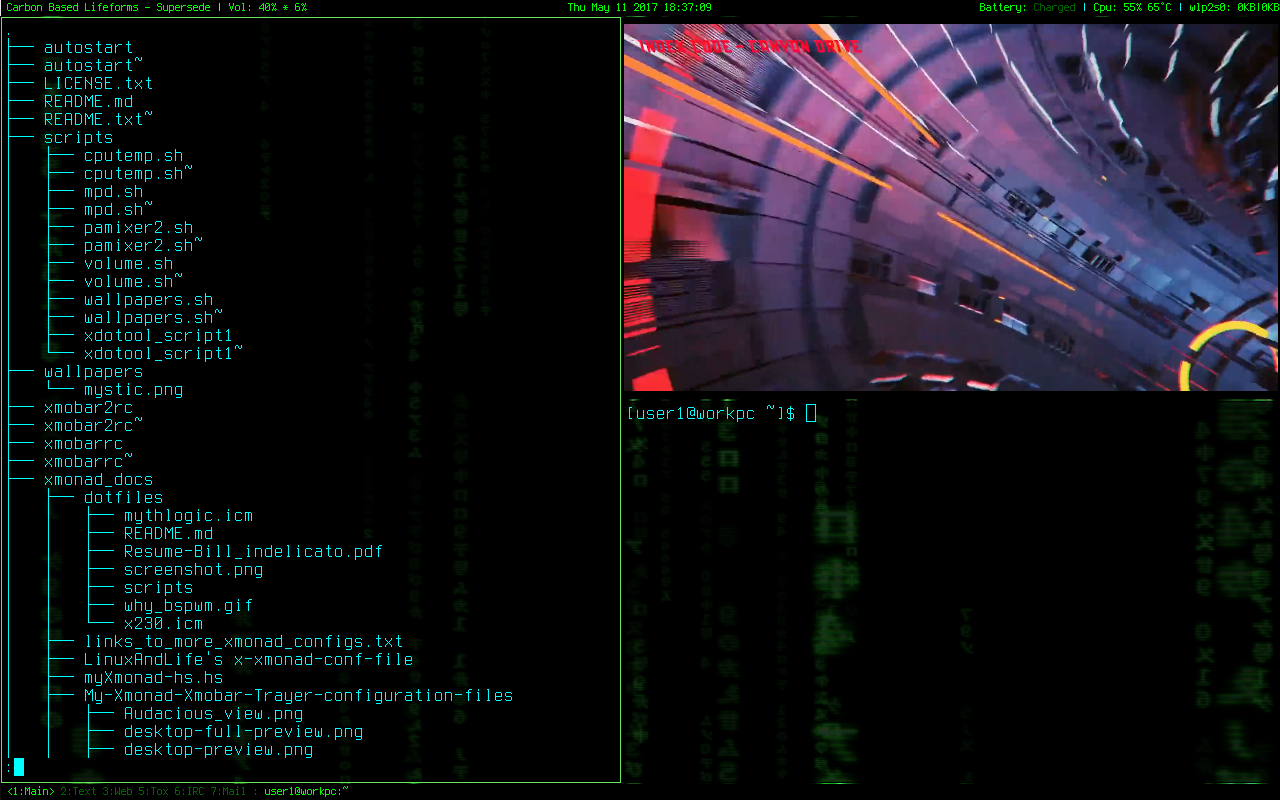 Carbon Based Lifeforms - Supersede | Vol: 40% * 6%
Thu May 11 2017 18:37:09
Battery: Charged | Cpu: 55% 65°C | wlp2s0: 0KB|0KB
.
├── autostart
├── autostart~
├── LICENSE.txt
├── README.md
├── README.txt~
├── scripts
│   ├── cputemp.sh
│   ├── cputemp.sh~
│   ├── mpd.sh
│   ├── mpd.sh~
│   ├── pamixer2.sh
│   ├── pamixer2.sh~
│   ├── volume.sh
│   ├── volume.sh~
│   ├── wallpapers.sh
│   ├── wallpapers.sh~
│   ├── xdotool_script1
│   └── xdotool_script1~
├── wallpapers
│   └── mystic.png
├── xmobar2rc
├── xmobar2rc~
├── xmobarrc
├── xmobarrc~
├── xmonad_docs
│   ├── dotfiles
│   │   ├── mythlogic.icm
│   │   ├── README.md
│   │   ├── Resume-Bill_indelicato.pdf
│   │   ├── screenshot.png
│   │   ├── scripts
│   │   ├── why_bspwm.gif
│   │   └── x230.icm
│   ├── links_to_more_xmonad_configs.txt
│   ├── LinuxAndLife's x-xmonad-conf-file
│   ├── myXmonad-hs.hs
│   ├── My-Xmonad-Xmobar-Trayer-configuration-files
│   │   ├── Audacious_view.png
│   │   ├── desktop-full-preview.png
│   │   ├── desktop-preview.png
:
CODE - CANYON DRIVE
[user1@workpc ~]$
<1:Main> 2:Text 3:Web 5:Tox 6:IRC 7:Mail : user1@workpc:~